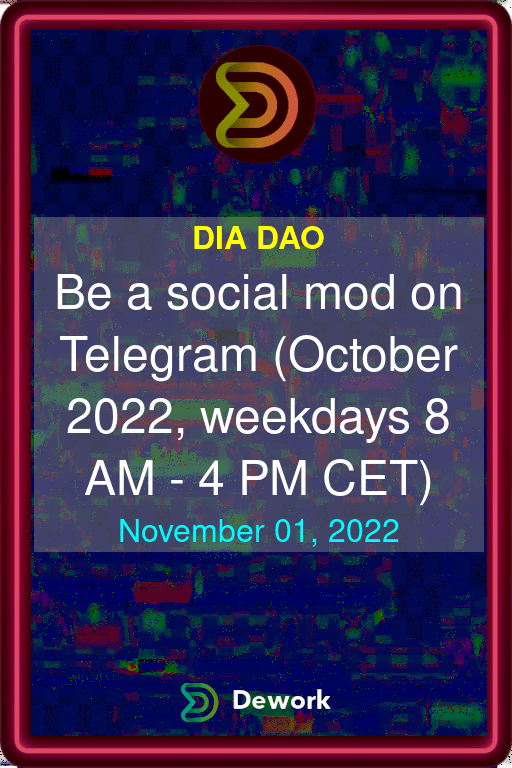 DIA DAO
Be a social mod on
Telegram (October
2022, weekdays 8
AM - 4 PM CET)
November 01, 2022
Dework